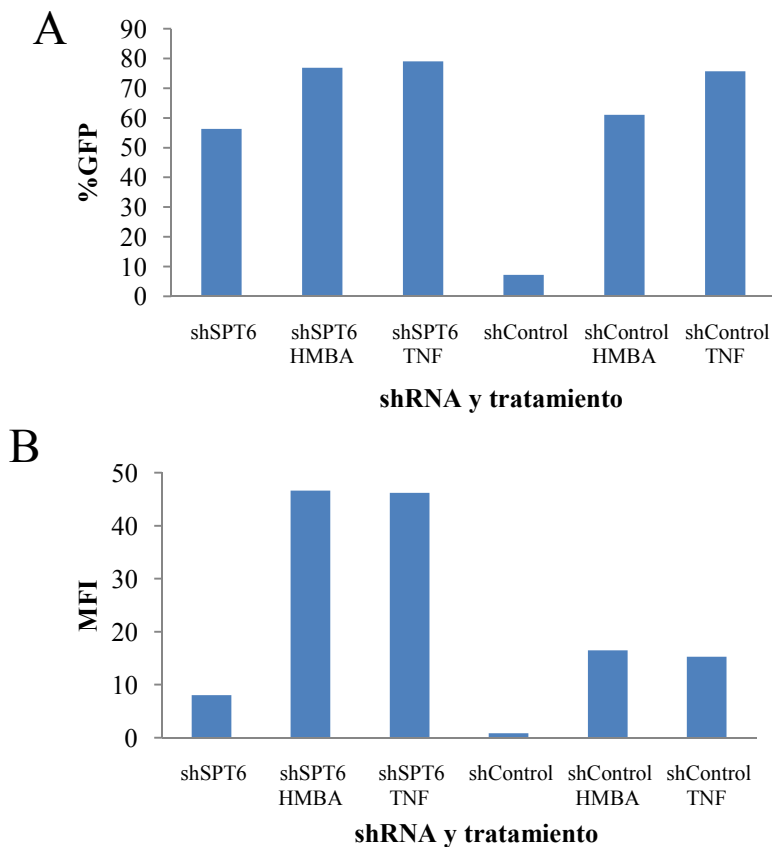 A
90
80
70
60
50
40
30
20
10
0
%GFP
shSPT6
shSPT6 HMBA
shSPT6 TNF
shControl
shControl HMBA
shControl TNF
shRNA y tratamiento
B
50
40
30
20
10
0
MFI
shSPT6
shSPT6 HMBA
shSPT6 TNF
shControl
shControl HMBA
shControl TNF
shRNA y tratamiento